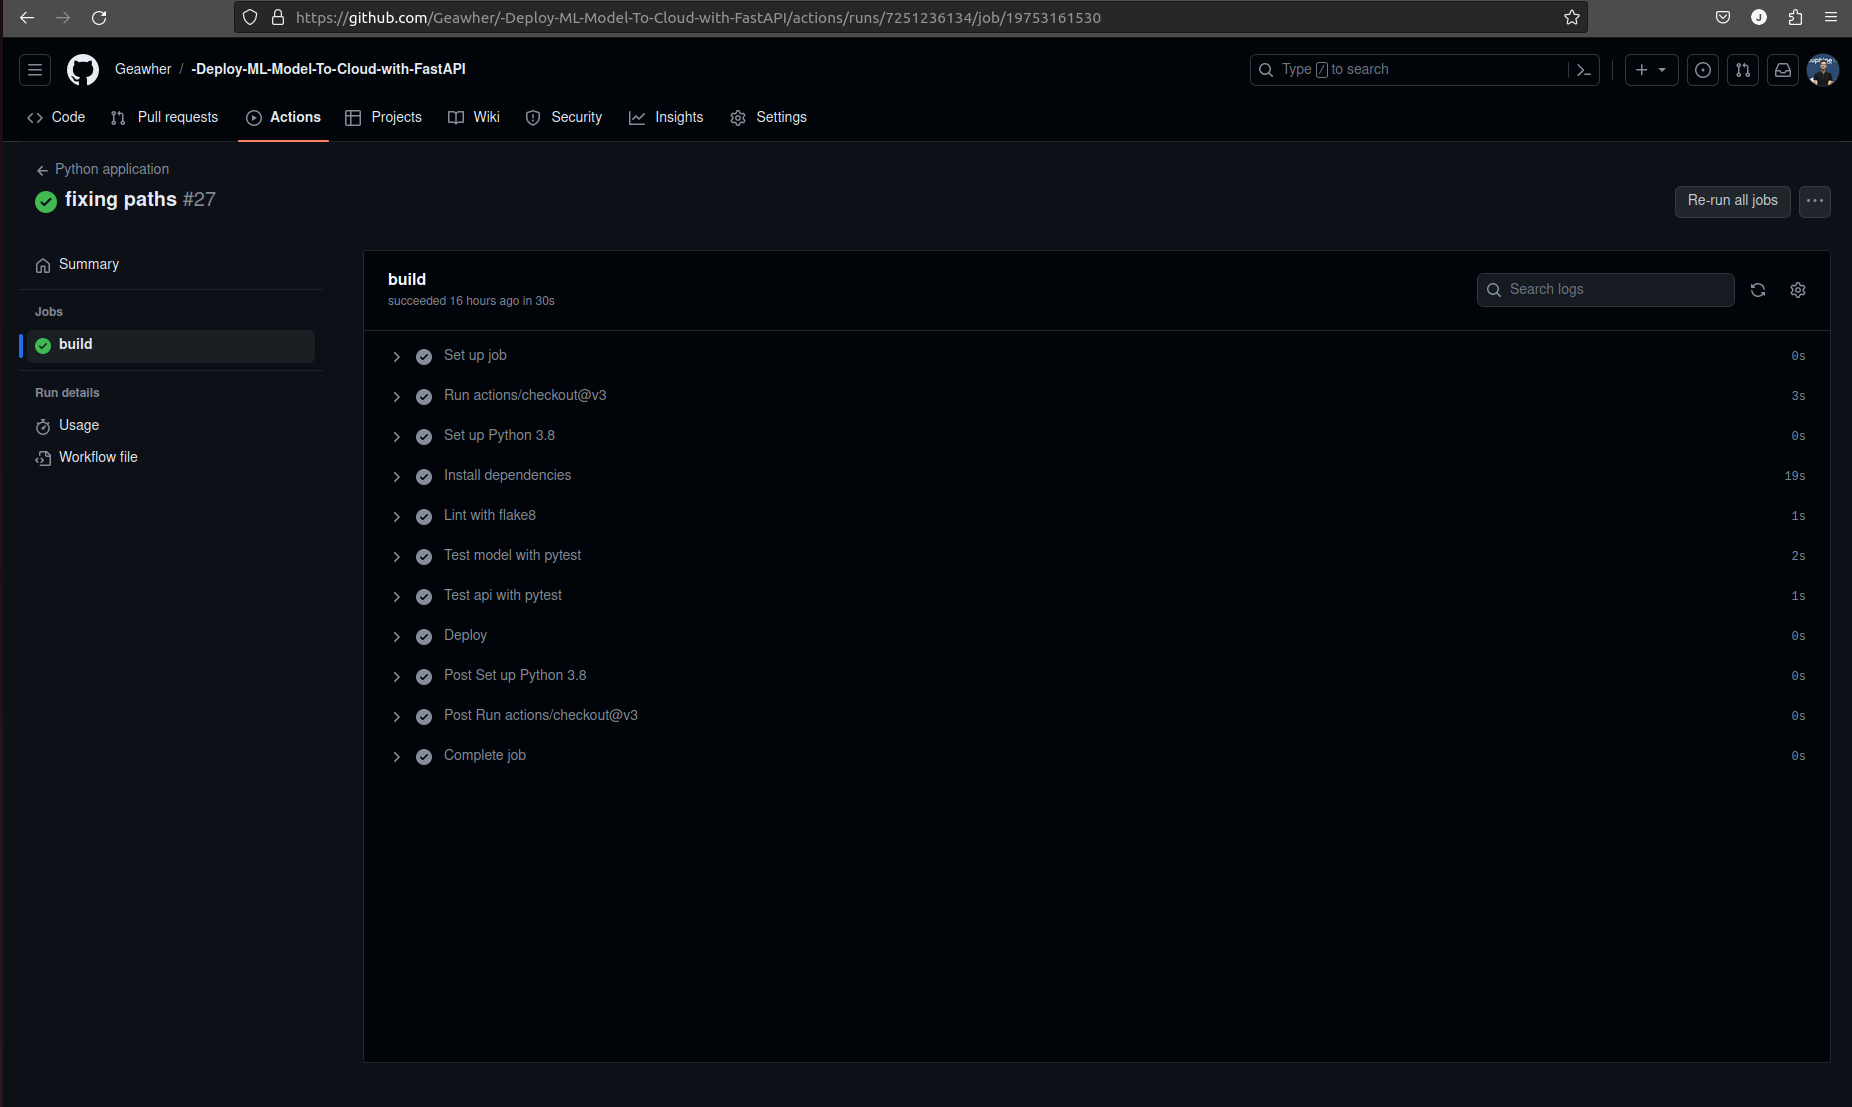 https://github.com/Geawher/-Deploy-ML-Model-To-Cloud-with-FastAPI/actions/runs/7251236134/job/19753161530
J
Geawher / -Deploy-ML-Model-To-Cloud-with-FastAPI
Type / to search
Code Pull requests Actions Projects Wiki Security Insights Settings
Python application
fixing paths #27
Re-run all jobs
Summary
Jobs
build
Run details
Usage
Workflow file
build
succeeded 16 hours ago in 30s
Search logs
Set up job 0s
Run actions/checkout@v3 3s
Set up Python 3.8 0s
Install dependencies 19s
Lint with flake8 1s
Test model with pytest 2s
Test api with pytest 1s
Deploy 0s
Post Set up Python 3.8 0s
Post Run actions/checkout@v3 0s
Complete job 0s